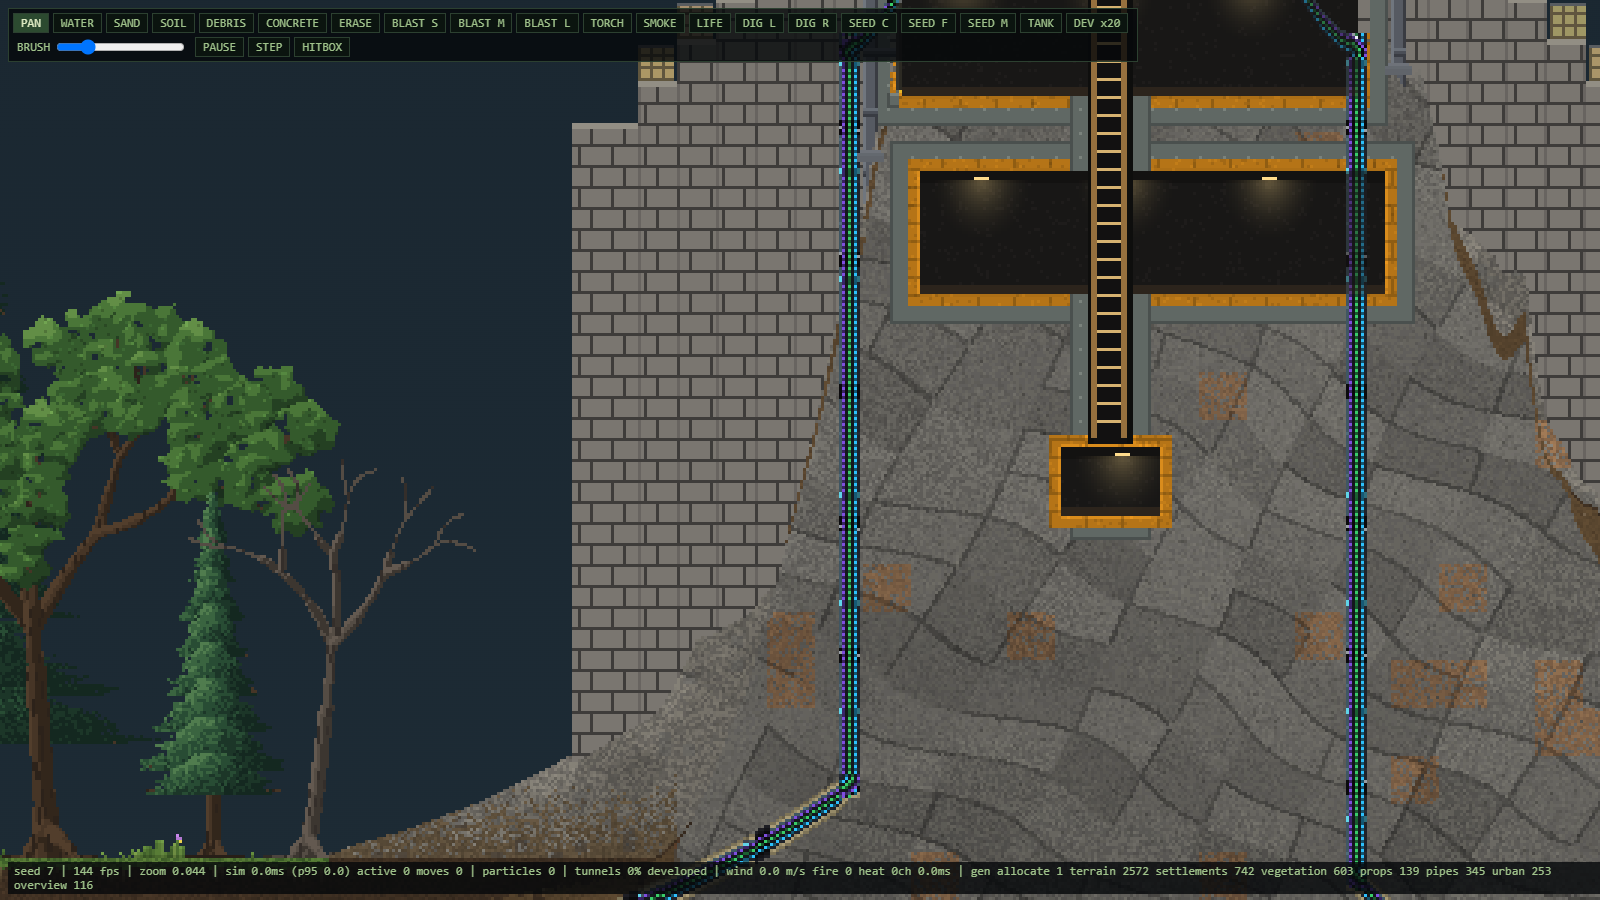 PAN WATER SAND SOIL DEBRIS CONCRETE ERASE BLAST S BLAST M BLAST L TORCH SMOKE LIFE DIG L DIG R SEED C SEED F SEED M TANK DEV x20
BRUSH PAUSE STEP HITBOX
seed 7 | 144 fps | zoom 0.044 | sim 0.0ms (p95 0.0) active 0 moves 0 | particles 0 | tunnels 0% developed | wind 0.0 m/s fire 0 heat 0ch 0.0ms | gen allocate 1 terrain 2572 settlements 742 vegetation 603 props 139 pipes 345 urban 253
overview 116